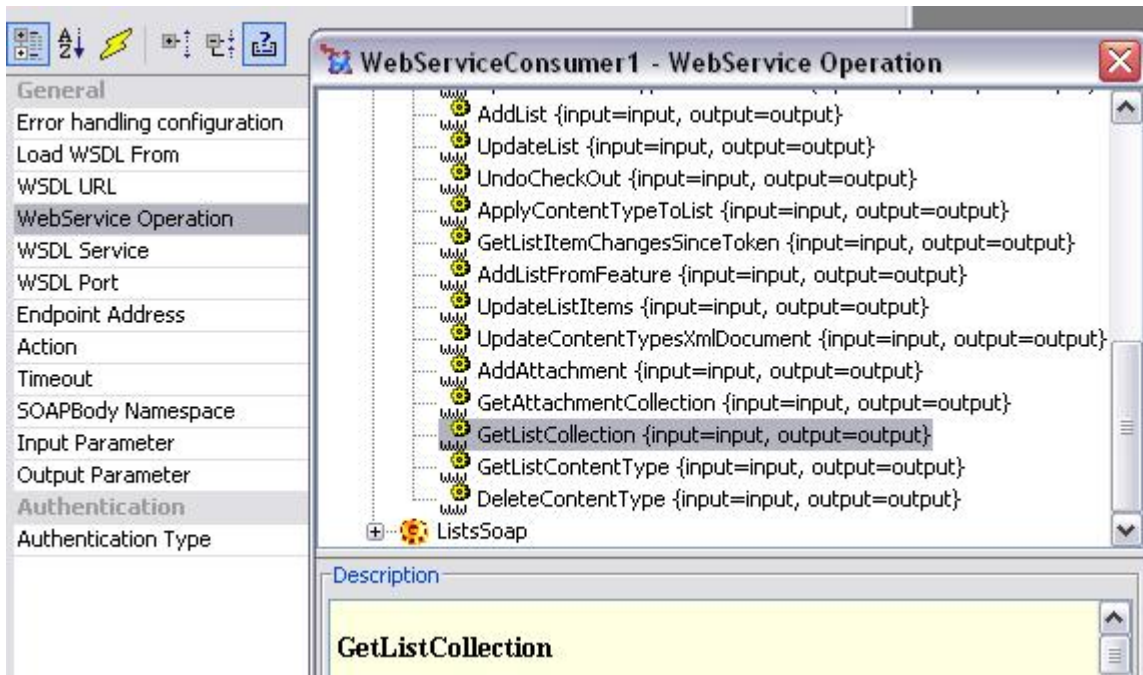 General
Error handling configuration
Load WSDL From
WSDL URL
WebService Operation
WSDL Service
WSDL Port
Endpoint Address
Action
Timeout
SOAPBody Namespace
Input Parameter
Output Parameter
Authentication
Authentication Type
WebServiceConsumer1 - WebService Operation
AddList {input=input, output=output}
UpdateList {input=input, output=output}
UndoCheckOut {input=input, output=output}
ApplyContentTypeToList {input=input, output=output}
GetListItemChangesSinceToken {input=input, output=output}
AddListFromFeature {input=input, output=output}
UpdateListItems {input=input, output=output}
UpdateContentTypesXmlDocument {input=input, output=output}
AddAttachment {input=input, output=output}
GetAttachmentCollection {input=input, output=output}
GetListCollection {input=input, output=output}
GetListContentType {input=input, output=output}
DeleteContentType {input=input, output=output}
ListsSoap
Description
GetListCollection